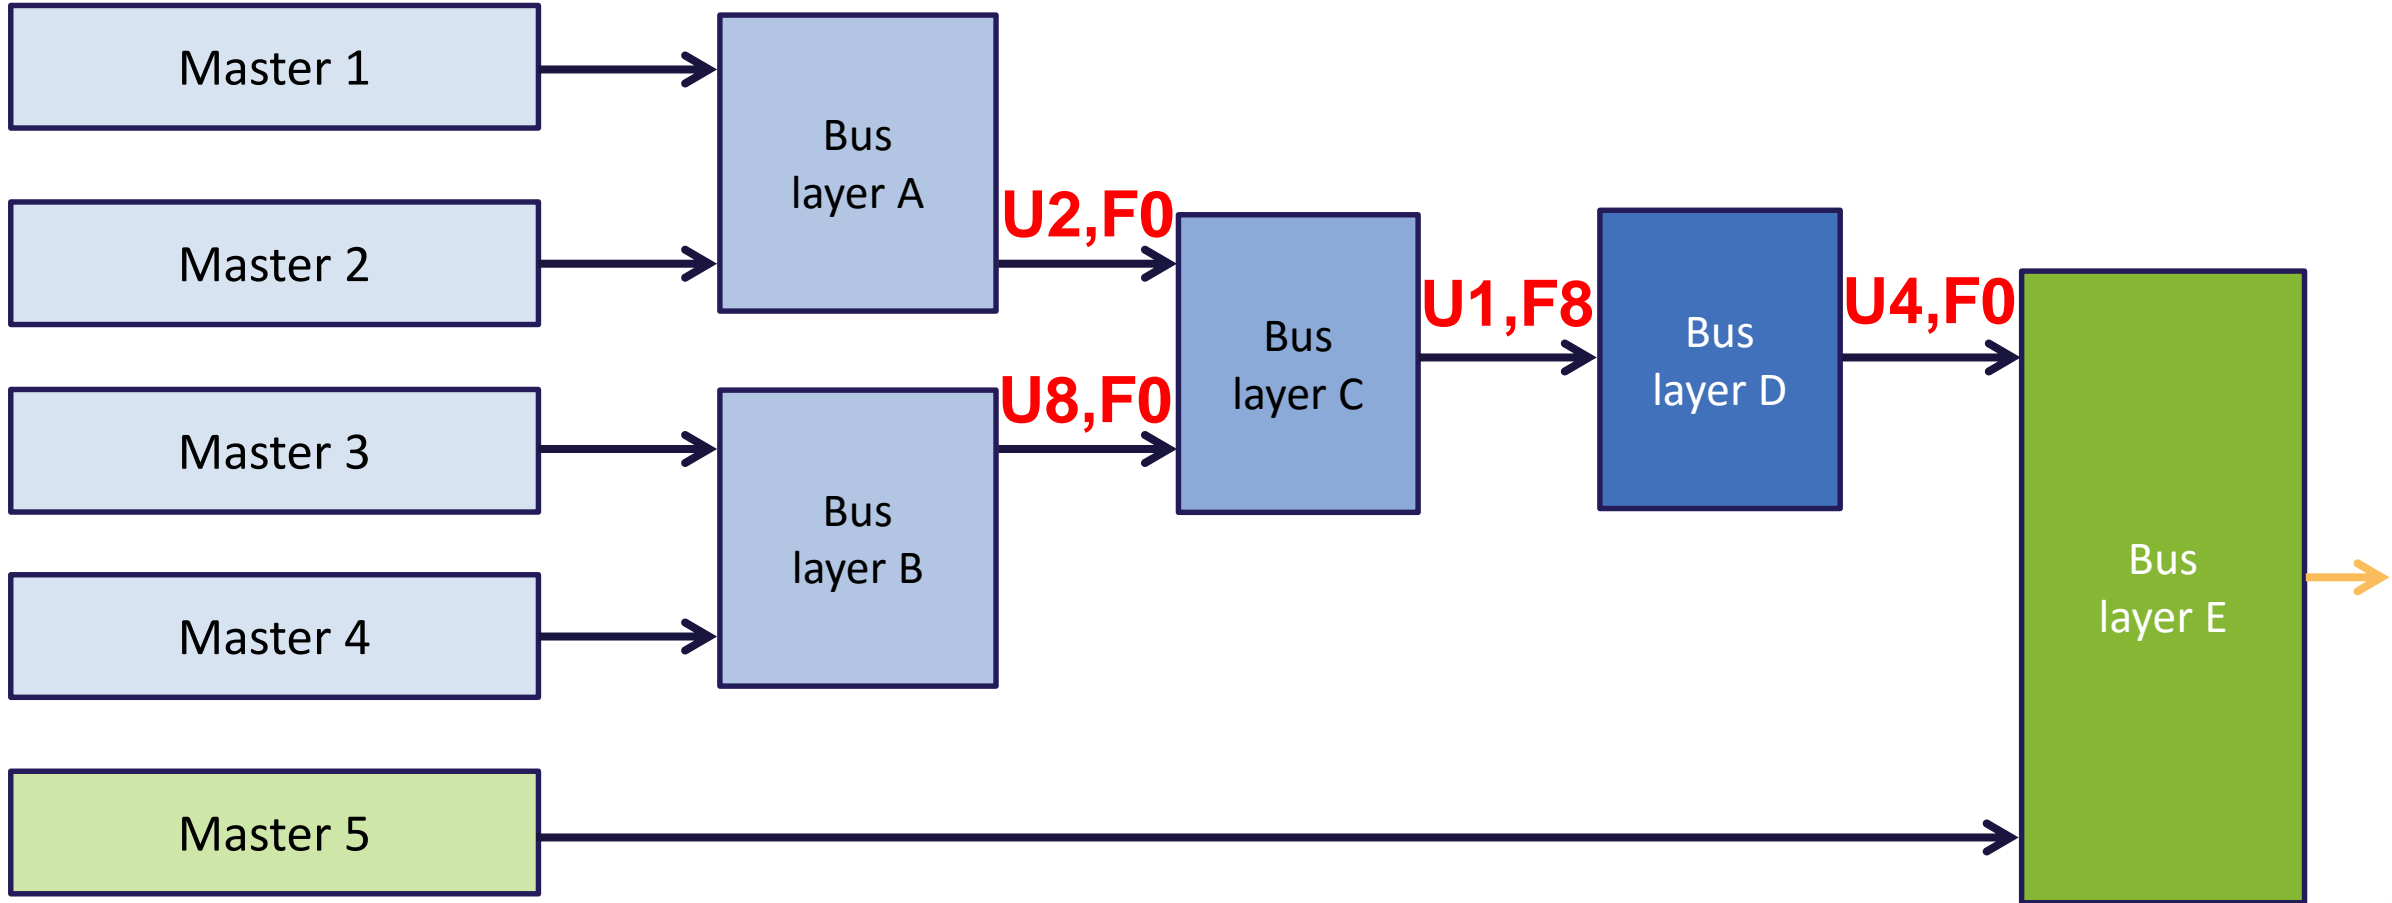 Master 1
Master 2
Master 3
Master 4
Master 5
Bus
layer A
Bus
layer B
U2,F0
U8,F0
Bus
layer C
U1,F8
Bus
layer D
U4,F0
Bus
layer E